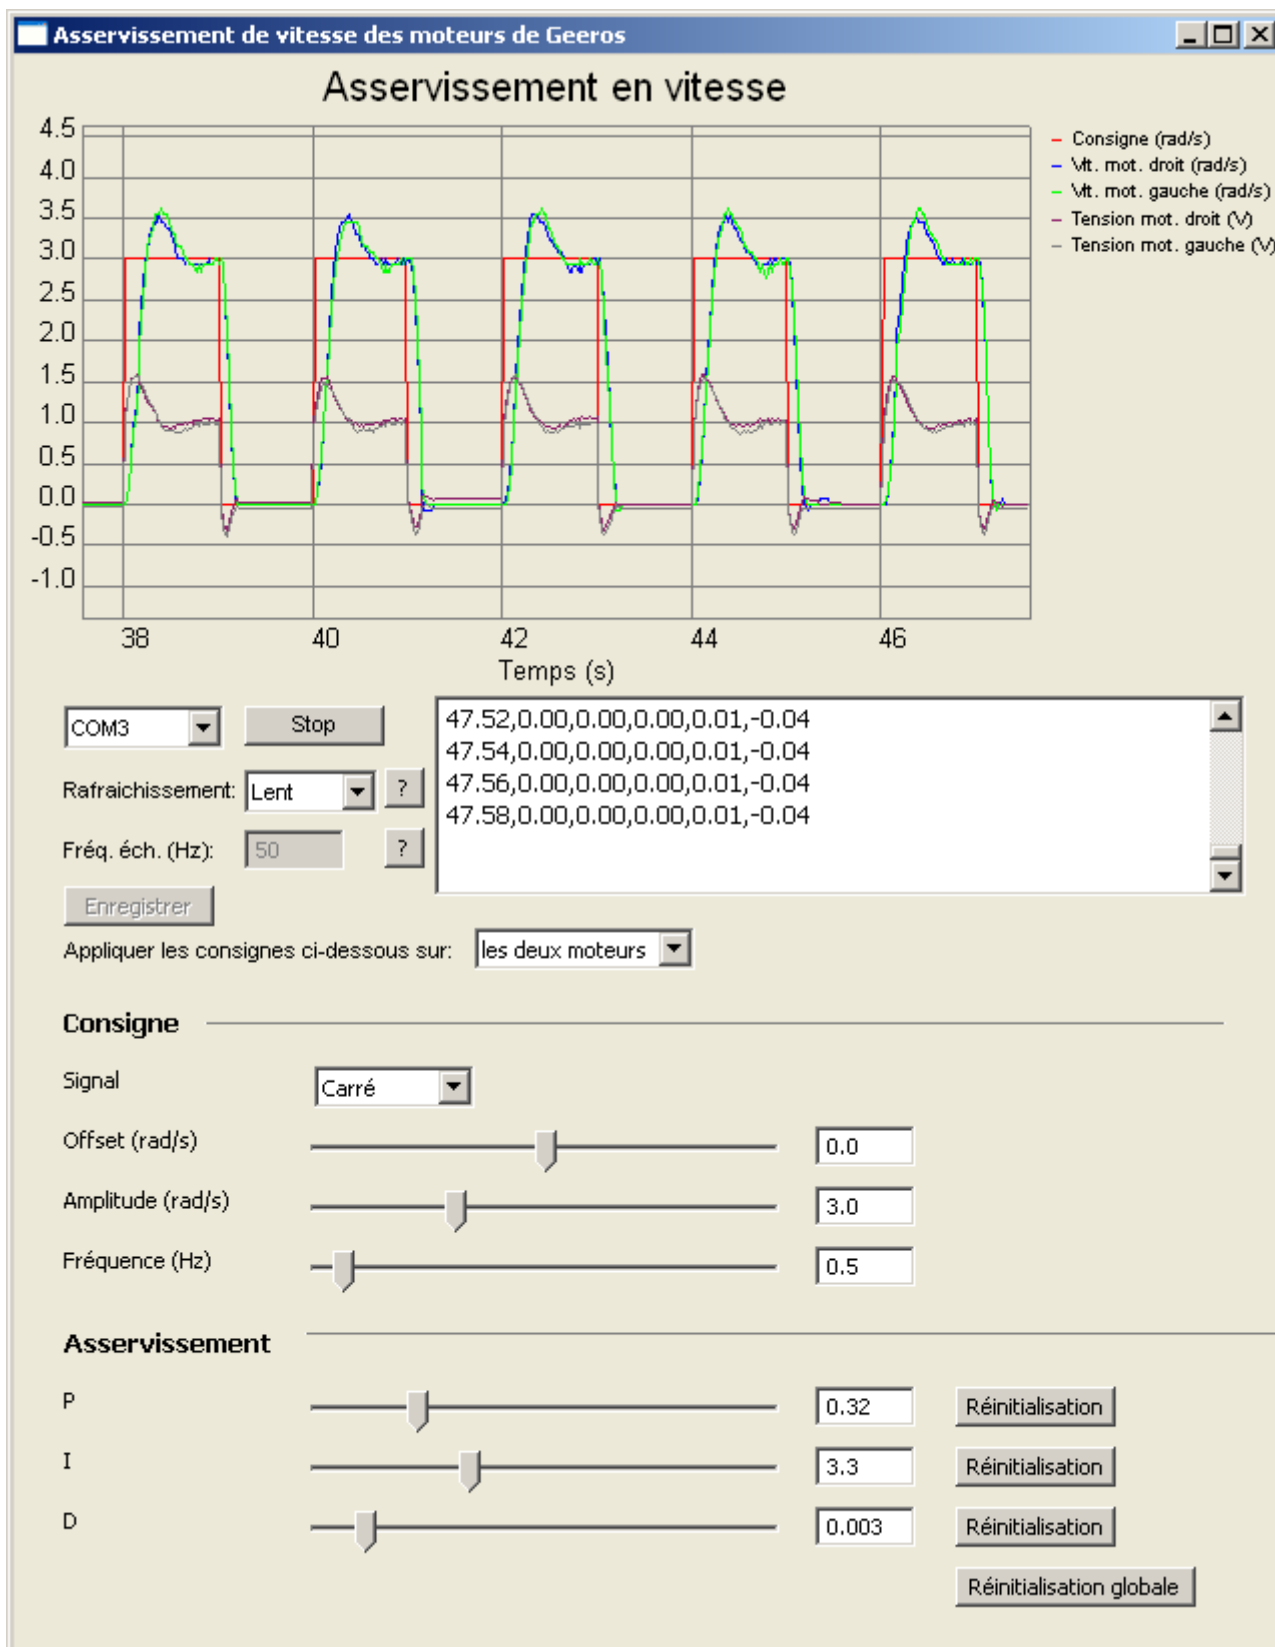 Asservissement de vitesse des moteurs de Geeros
Asservissement en vitesse
4.5
4.0
3.5
3.0
2.5
2.0
1.5
1.0
0.5
0.0
-0.5
-1.0
Consigne (rad/s)
Vit. mot. droit (rad/s)
Vit. mot. gauche (rad/s)
Tension mot. droit (V)
Tension mot. gauche (V)
38 40 42 44 46
Temps (s)
COM3 Stop
47.52,0.00,0.00,0.00,0.01,-0.04
47.54,0.00,0.00,0.00,0.01,-0.04
47.56,0.00,0.00,0.00,0.01,-0.04
47.58,0.00,0.00,0.00,0.01,-0.04
Rafraichissement: Lent ?
Fréq. éch. (Hz): 50 ?
Enregistrer
Appliquer les consignes ci-dessous sur: les deux moteurs
Consigne
Signal Carré
Offset (rad/s) 0.0
Amplitude (rad/s) 3.0
Fréquence (Hz) 0.5
Asservissement
P 0.32 Réinitialisation
I 3.3 Réinitialisation
D 0.003 Réinitialisation
Réinitialisation globale